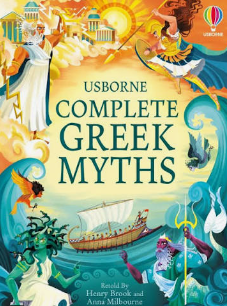 USBORNE
USBORNE
COMPLETE
GREEK
MYTHS
Retold By
Henry Brook and
Anna Milbourne